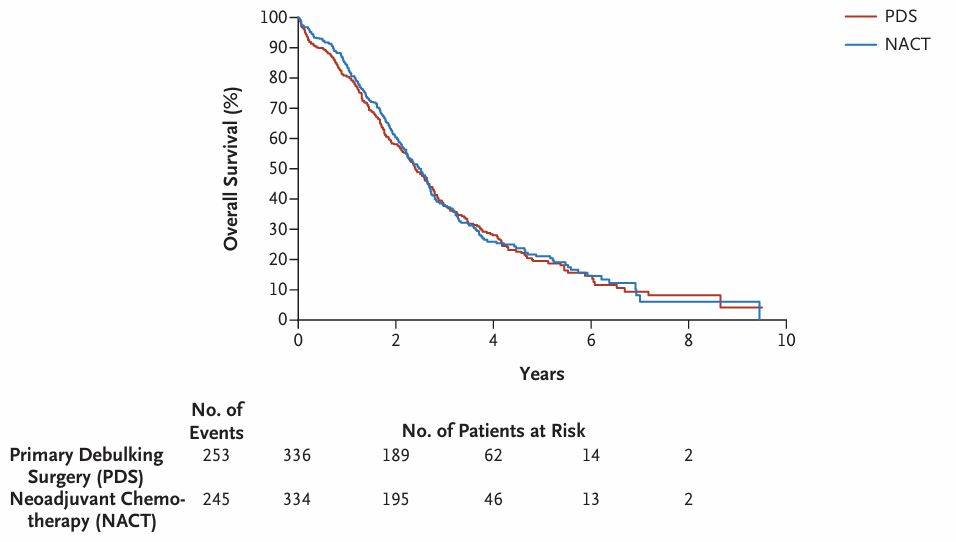 PDS
NACT
Overall Survival (%)
100
90
80
70
60
50
40
30
20
10
0
0 2 4 6 8 10
Years
No. of
Events
No. of Patients at Risk
Primary Debulking 253 336 189 62 14 2
Surgery (PDS)
Neoadjuvant Chemo- 245 334 195 46 13 2
therapy (NACT)